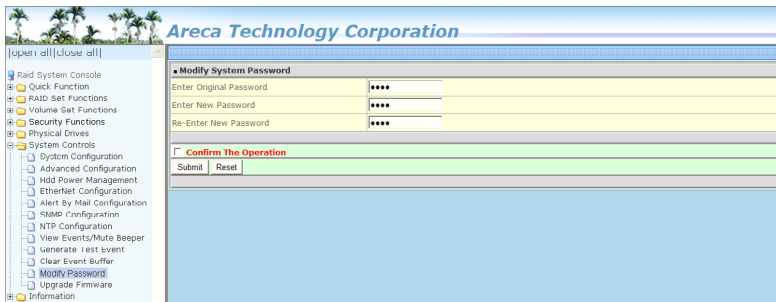 Areca Technology Corporation
|open all|close all|
Raid System Console
Quick Function
RAID Set Functions
Volume Set Functions
Security Functions
Physical Drives
System Controls
System Configuration
Advanced Configuration
Hdd Power Management
EtherNet Configuration
Alert By Mail Configuration
SNMP Configuration
NTP Configuration
View Events/Mute Beeper
Generate Test Event
Clear Event Buffer
Modify Password
Upgrade Firmware
Information
Modify System Password
Enter Original Password ••••
Enter New Password ••••
Re-Enter New Password ••••
Confirm The Operation
Submit Reset